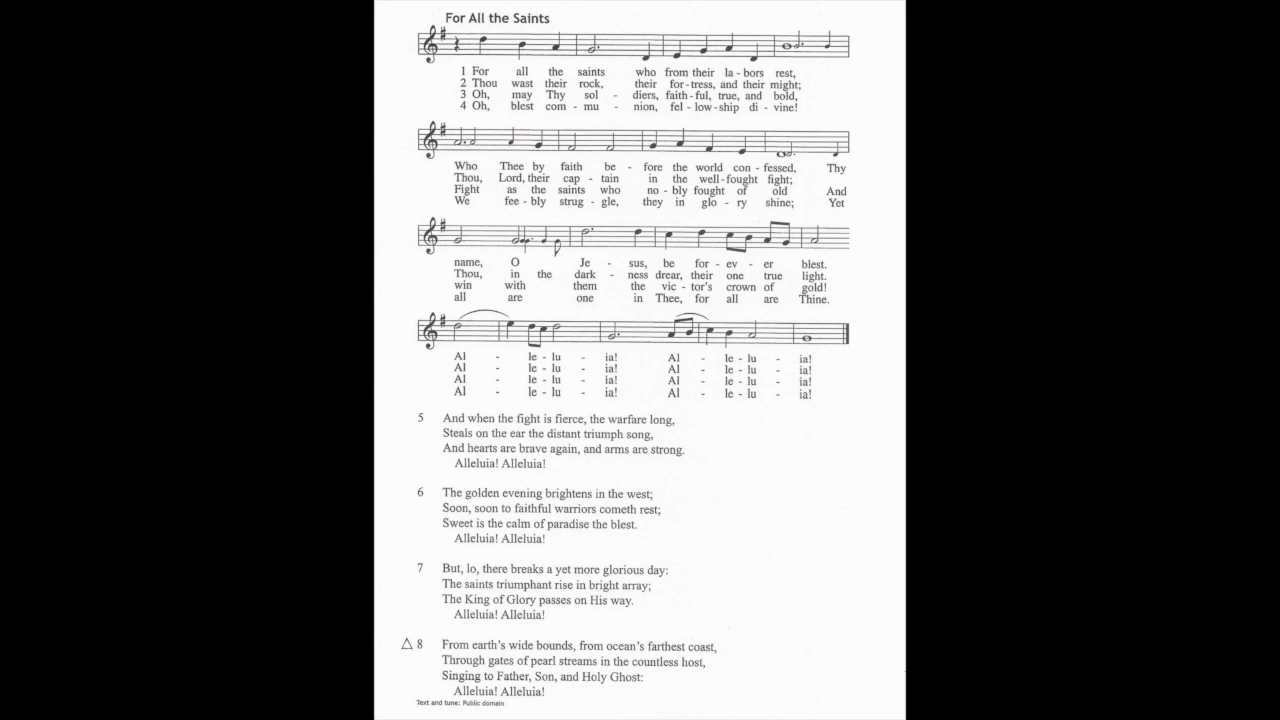 For All the Saints
1 For all the saints who from their la - bors rest,
2 Thou wast their rock, their for - tress, and their might;
3 Oh, may Thy sol - diers, faith - ful, true, and bold,
4 Oh, blest com - mu - nion, fel - low - ship di - vine!
Who Thee by faith be - fore the world con - fessed, Thy
Thou, Lord, their cap - tain in the well - fought fight;
Fight as the saints who no - bly fought of old And
We fee - bly strug - gle, they in glo - ry shine; Yet
name, O Je - sus, be for - ev - er blest.
Thou, in the dark - ness drear, their one true light.
win with them the vic - tor's crown of gold!
all are one in Thee, for all are Thine.
Al - le - lu - ia! Al - le - lu - ia!
Al - le - lu - ia! Al - le - lu - ia!
Al - le - lu - ia! Al - le - lu - ia!
Al - le - lu - ia! Al - le - lu - ia!
5 And when the fight is fierce, the warfare long,
Steals on the ear the distant triumph song,
And hearts are brave again, and arms are strong.
Alleluia! Alleluia!
6 The golden evening brightens in the west;
Soon, soon to faithful warriors cometh rest;
Sweet is the calm of paradise the blest.
Alleluia! Alleluia!
7 But, lo, there breaks a yet more glorious day:
The saints triumphant rise in bright array;
The King of Glory passes on His way.
Alleluia! Alleluia!
△ 8 From earth's wide bounds, from ocean's farthest coast,
Through gates of pearl streams in the countless host,
Singing to Father, Son, and Holy Ghost:
Alleluia! Alleluia!
Text and tune: Public domain